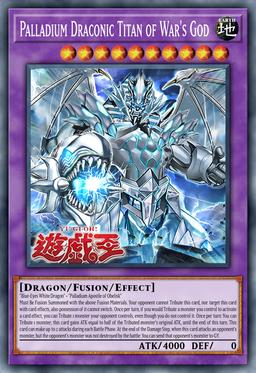 Palladium Draconic Titan of War's God
EARTH
地
YU-GI-OH!
遊戯王
[Dragon/Fusion/Effect]
"Blue-Eyes White Dragon" + "Palladium Apostle of Obelisk"
Must be Fusion Summoned with the above Fusion Materials. Your opponent cannot Tribute this card, nor target this card
with card effect, also possession of it cannot switch. Once per turn, if you would Tribute a monster you control to activate
a card effect, you can Tribute 1 monster your opponent controls, even though you do not control it. Once per turn: You can
Tribute 1 monster; this card gains ATK equal to half of the Tributed monster's original ATK, until the end of this turn. This
card can make up to 2 attacks during each Battle Phase. At the end of the Damage Step, when this card attacks an opponent's
monster, but the opponent's monster was not destroyed by the battle: You can send that opponent's monster to GY.
ATK/4000 DEF/ 0